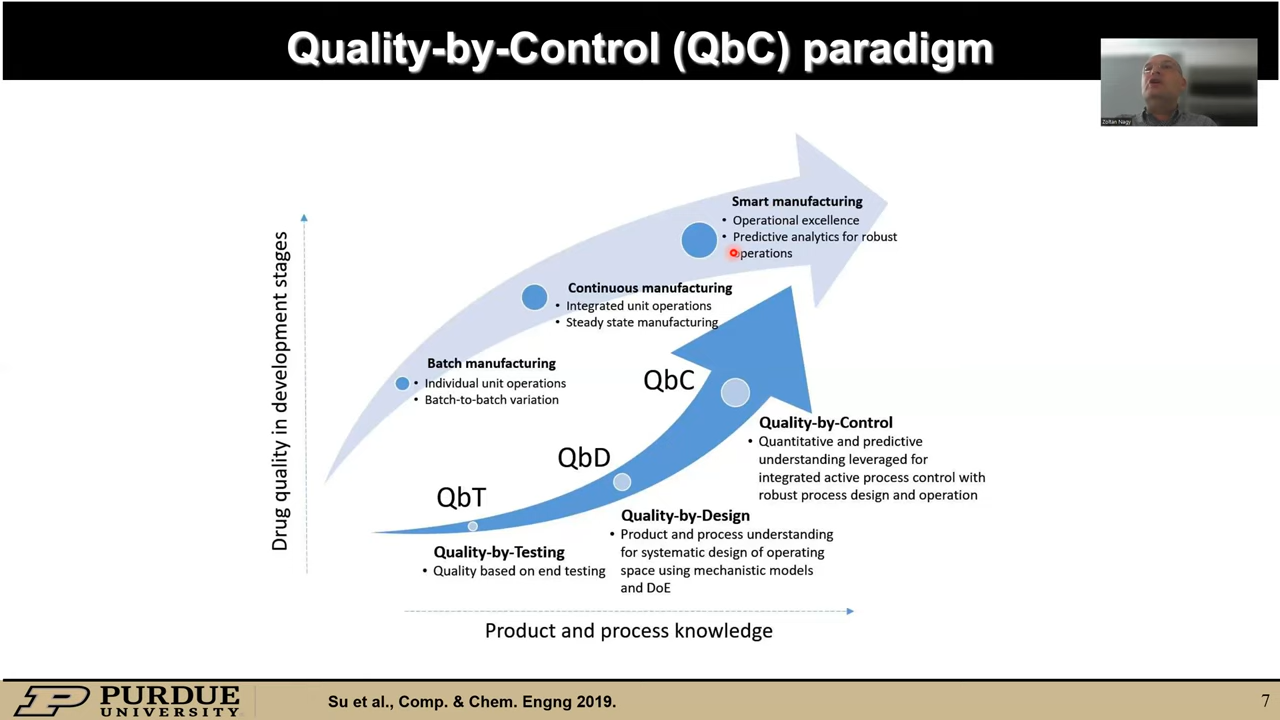 Quality-by-Control (QbC) paradigm
Zoltan Nagy
Drug quality in development stages
Smart manufacturing
• Operational excellence
• Predictive analytics for robust
operations
Continuous manufacturing
• Integrated unit operations
• Steady state manufacturing
Batch manufacturing
• Individual unit operations
• Batch-to-batch variation
QbC
Quality-by-Control
• Quantitative and predictive
understanding leveraged for
integrated active process control with
robust process design and operation
QbD
Quality-by-Design
• Product and process understanding
for systematic design of operating
space using mechanistic models
and DoE
QbT
Quality-by-Testing
• Quality based on end testing
Product and process knowledge
PURDUE
UNIVERSITY
Su et al., Comp. & Chem. Engng 2019.
7